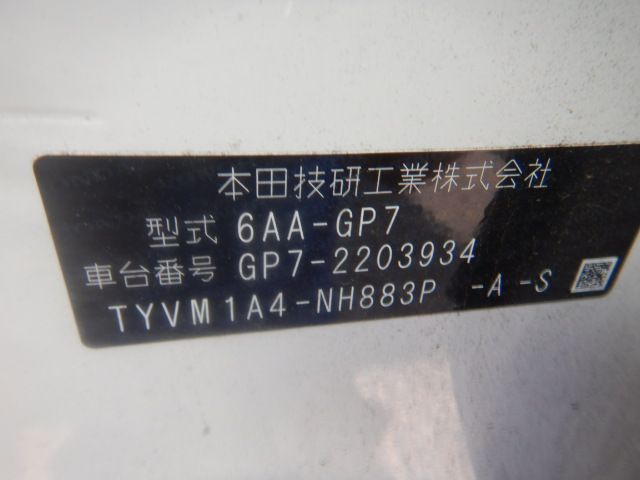 本田技研工業株式会社
型式 6AA-GP7
車台番号 GP7-2203934
TYVM1A4-NH883P -A -S